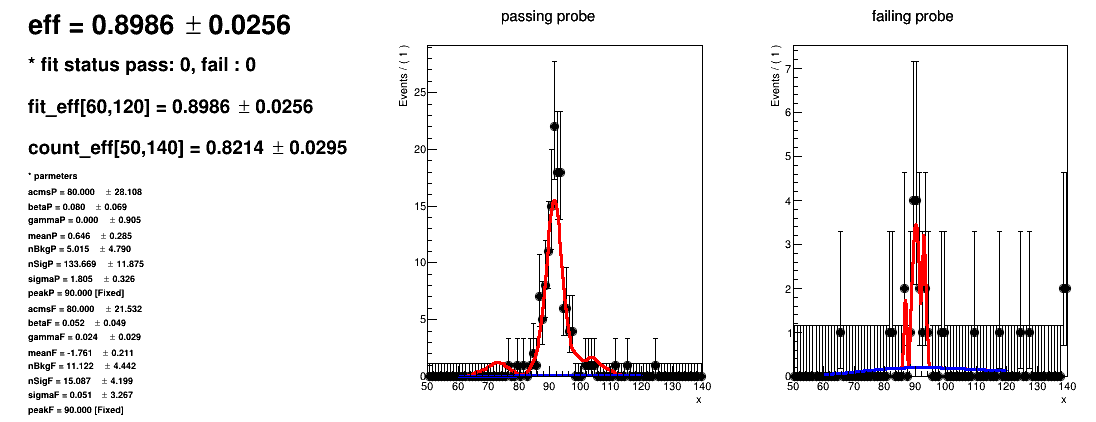 eff = 0.8986 ± 0.0256
* fit status pass: 0, fail : 0
fit_eff[60,120] = 0.8986 ± 0.0256
count_eff[50,140] = 0.8214 ± 0.0295
* parmeters
acmsP = 80.000 ± 28.108
betaP = 0.080 ± 0.069
gammaP = 0.000 ± 0.905
meanP = 0.646 ± 0.285
nBkgP = 5.015 ± 4.790
nSigP = 133.669 ± 11.875
sigmaP = 1.805 ± 0.326
peakP = 90.000 [Fixed]
acmsF = 80.000 ± 21.532
betaF = 0.052 ± 0.049
gammaF = 0.024 ± 0.029
meanF = -1.761 ± 0.211
nBkgF = 11.122 ± 4.442
nSigF = 15.087 ± 4.199
sigmaF = 0.051 ± 3.267
peakF = 90.000 [Fixed]
passing probe
Events / ( 1 )
25
20
15
10
5
0
50 60 70 80 90 100 110 120 130 140
x
failing probe
Events / ( 1 )
7
6
5
4
3
2
1
0
50 60 70 80 90 100 110 120 130 140
x